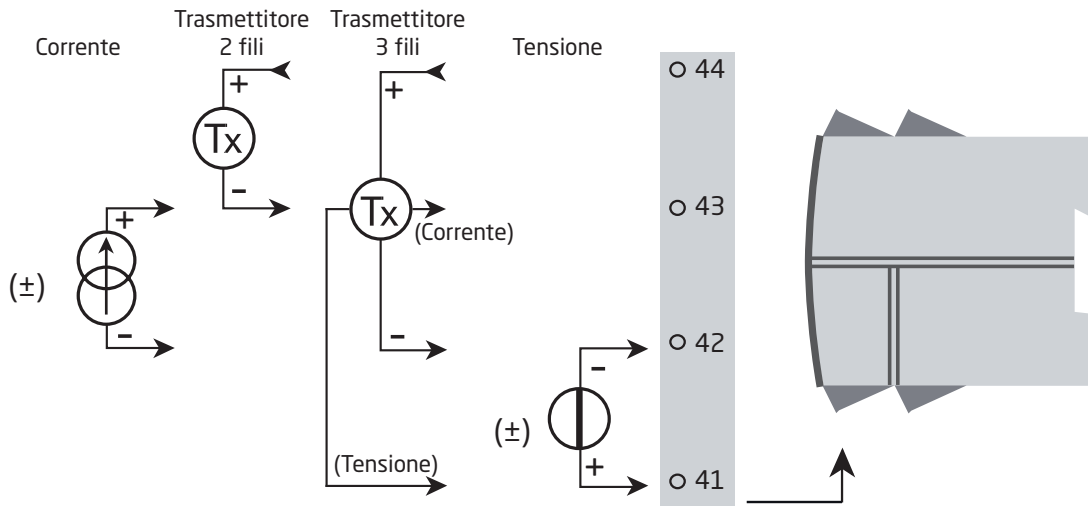 Corrente
Trasmettitore
2 fili
Trasmettitore
3 fili
Tensione
+
Tx
-
+
Tx
(Corrente)
-
(Tensione)
+
(±)
-
-
(±)
+
44
43
42
41